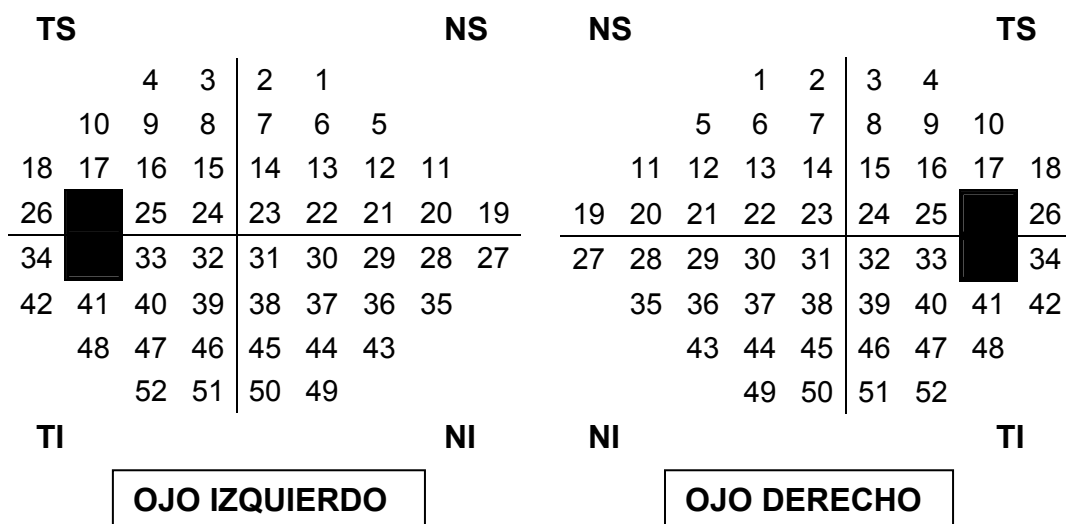 TS NS NS TS
4 3 2 1 1 2 3 4
10 9 8 7 6 5 5 6 7 8 9 10
18 17 16 15 14 13 12 11 11 12 13 14 15 16 17 18
26 25 24 23 22 21 20 19 19 20 21 22 23 24 25 26
34 33 32 31 30 29 28 27 27 28 29 30 31 32 33 34
42 41 40 39 38 37 36 35 35 36 37 38 39 40 41 42
48 47 46 45 44 43 43 44 45 46 47 48
52 51 50 49 49 50 51 52
TI NI NI TI
OJO IZQUIERDO OJO DERECHO